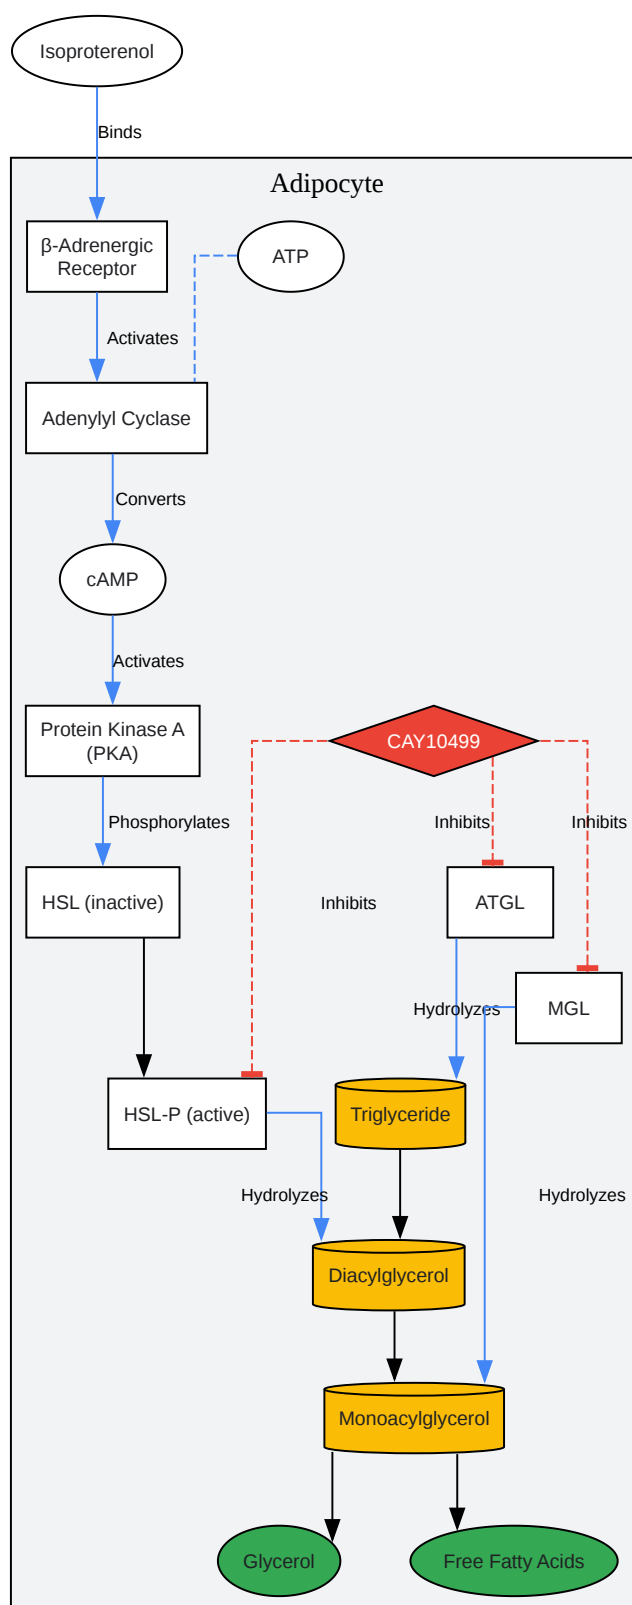 Isoproterenol
Binds
Adipocyte
β-Adrenergic
Receptor
ATP
Activates
Adenylyl Cyclase
Converts
cAMP
Activates
Protein Kinase A
(PKA)
CAY10499
Phosphorylates
Inhibits
Inhibits
HSL (inactive)
Inhibits
ATGL
Hydrolyzes
MGL
HSL-P (active)
Triglyceride
Hydrolyzes
Hydrolyzes
Diacylglycerol
Monoacylglycerol
Glycerol
Free Fatty Acids